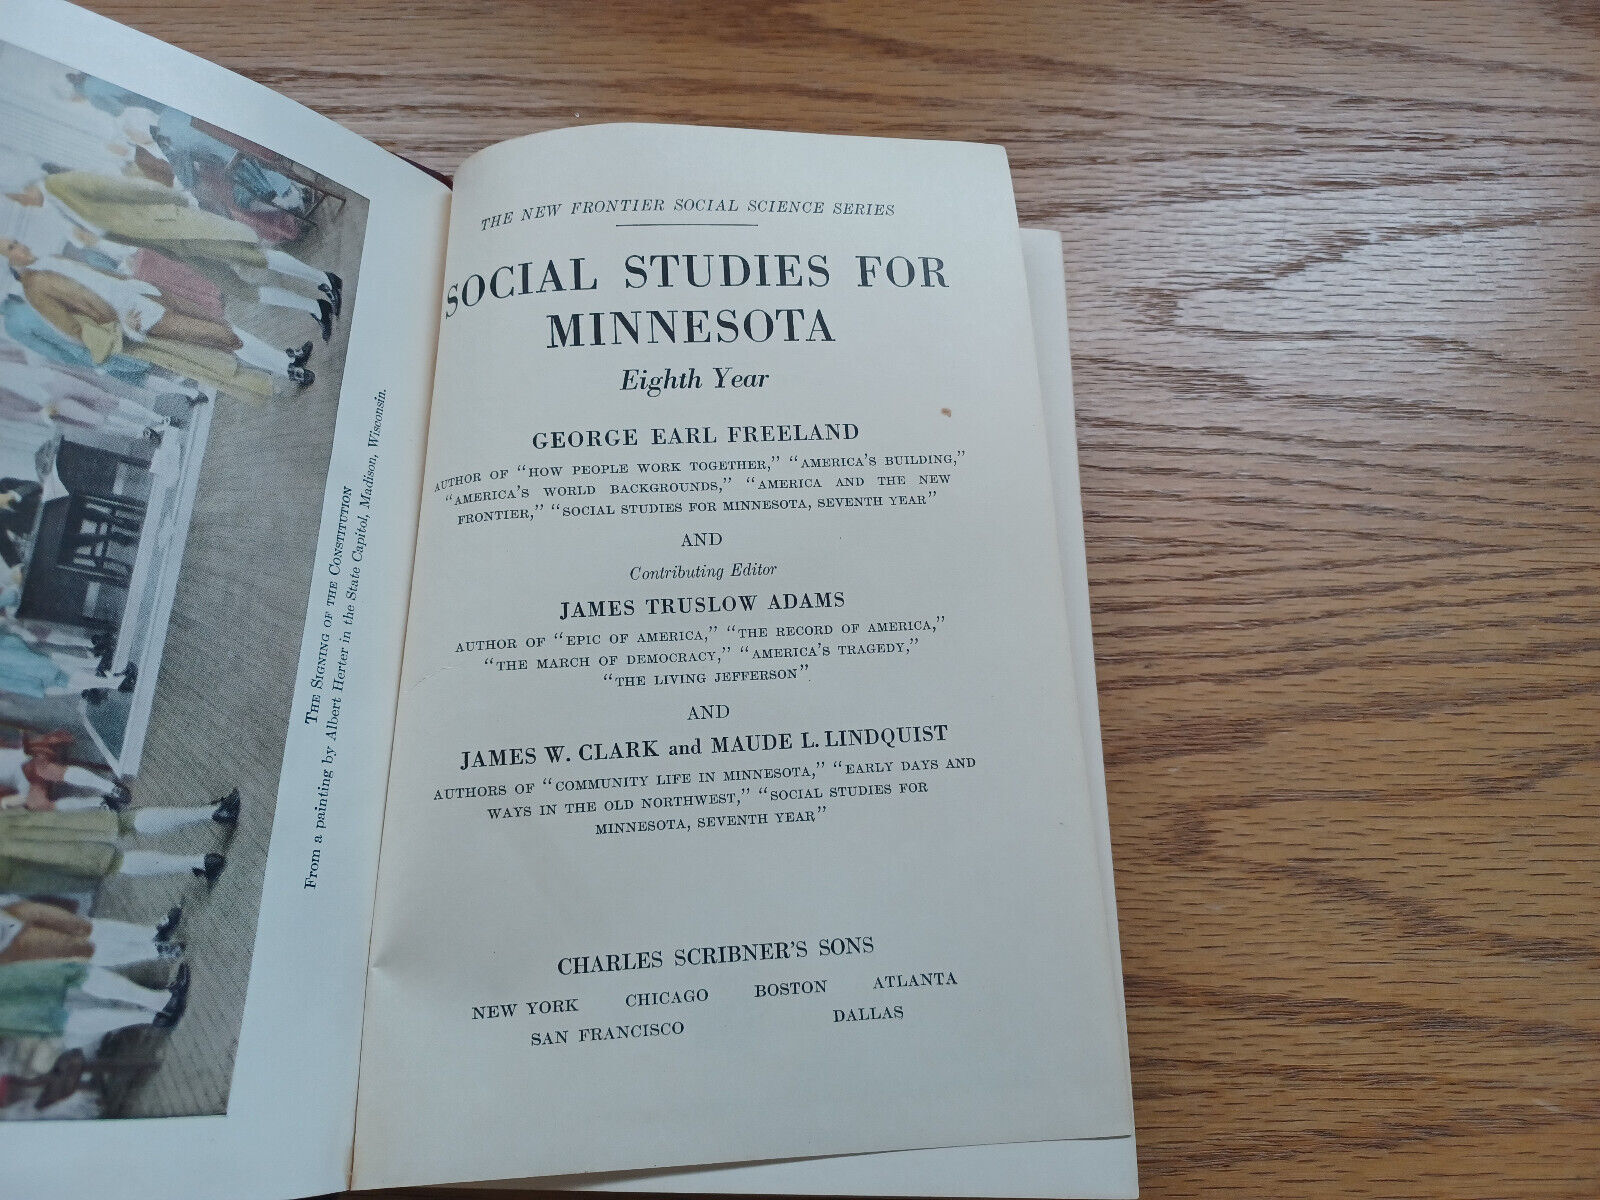 THE SIGNING OF THE CONSTITUTION
From a painting by Albert Herter in the State Capitol, Madison, Wisconsin.
THE NEW FRONTIER SOCIAL SCIENCE SERIES
SOCIAL STUDIES FOR
MINNESOTA
Eighth Year
GEORGE EARL FREELAND
AUTHOR OF "HOW PEOPLE WORK TOGETHER," "AMERICA'S BUILDING,"
"AMERICA'S WORLD BACKGROUNDS," "AMERICA AND THE NEW
FRONTIER," "SOCIAL STUDIES FOR MINNESOTA, SEVENTH YEAR"
AND
Contributing Editor
JAMES TRUSLOW ADAMS
AUTHOR OF "EPIC OF AMERICA," "THE RECORD OF AMERICA,"
"THE MARCH OF DEMOCRACY," "AMERICA'S TRAGEDY,"
"THE LIVING JEFFERSON"
AND
JAMES W. CLARK and MAUDE L. LINDQUIST
AUTHORS OF "COMMUNITY LIFE IN MINNESOTA," "EARLY DAYS AND
WAYS IN THE OLD NORTHWEST," "SOCIAL STUDIES FOR
MINNESOTA, SEVENTH YEAR"
CHARLES SCRIBNER'S SONS
NEW YORK CHICAGO BOSTON ATLANTA
SAN FRANCISCO DALLAS